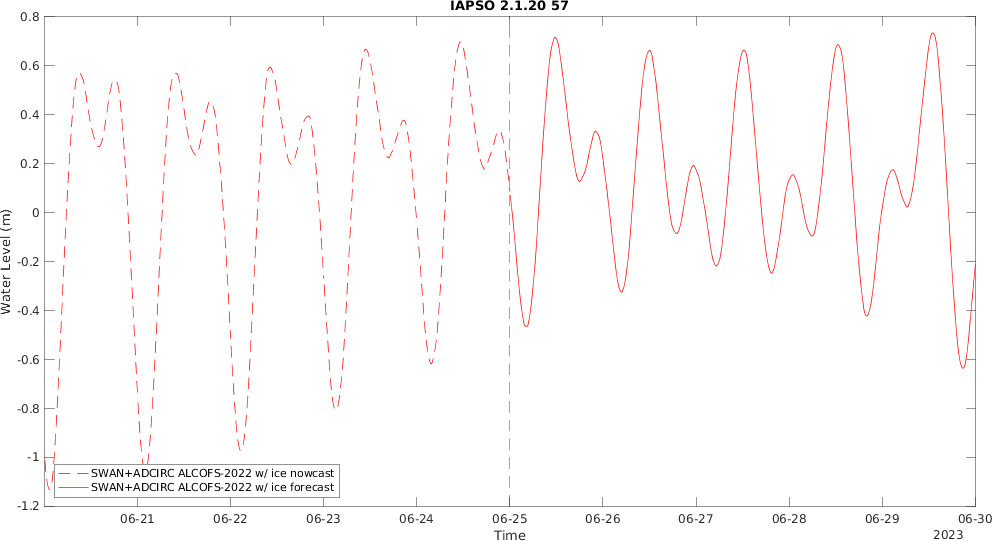 IAPSO 2.1.20 57
Water Level (m)
0.8
0.6
0.4
0.2
0
-0.2
-0.4
-0.6
-0.8
-1
-1.2
SWAN+ADCIRC ALCOFS-2022 w/ ice nowcast
SWAN+ADCIRC ALCOFS-2022 w/ ice forecast
06-21 06-22 06-23 06-24 06-25 06-26 06-27 06-28 06-29 06-30
Time
2023